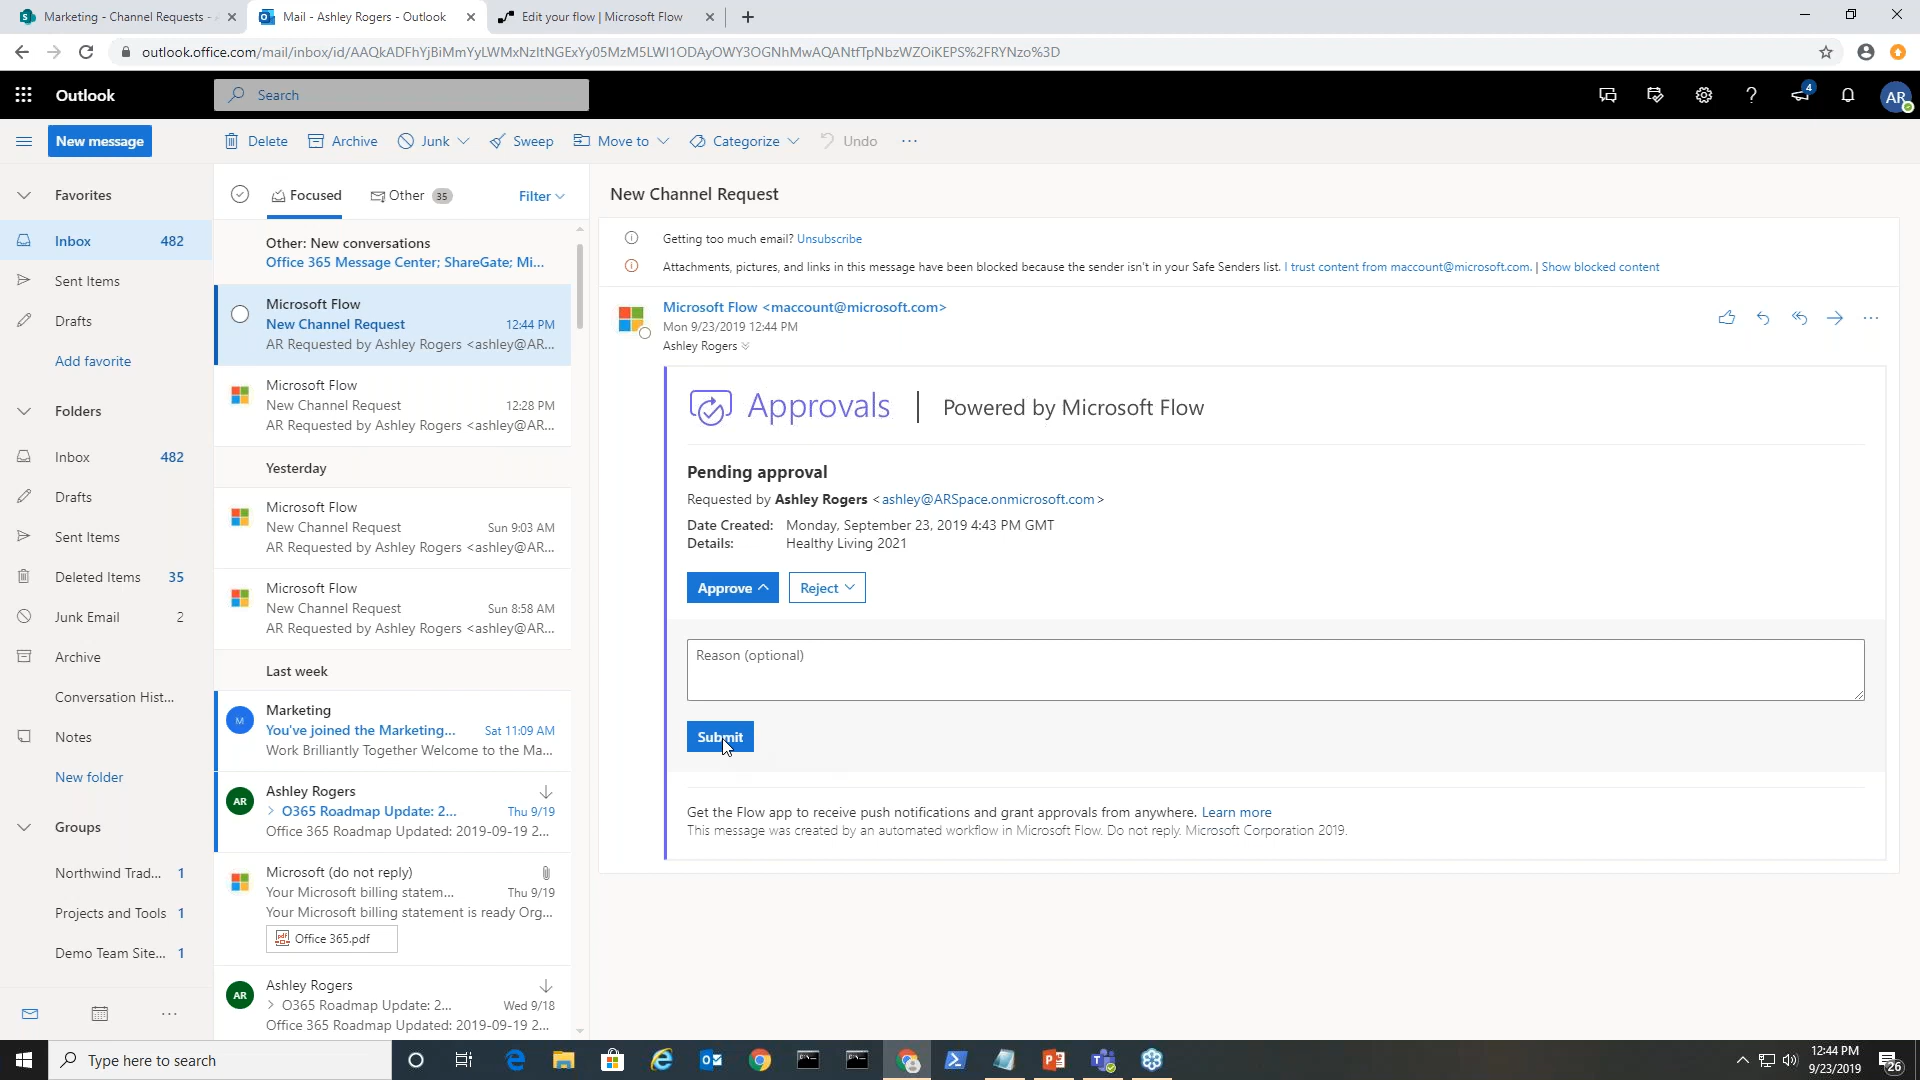 Marketing - Channel Requests -
Mail - Ashley Rogers - Outlook
Edit your flow | Microsoft Flow
outlook.office.com/mail/inbox/id/AAQkADFhYjBiMmYyLWMxNzItNGExYy05MzM5LWI1ODAyOWY3OGNhMwAQANtfTpNbzWZOiKEPS%2FRYNzo%3D
Outlook
Search
4
AR
New message
Delete
Archive
Junk
Sweep
Move to
Categorize
Undo
Favorites
Inbox 482
Sent Items
Drafts
Add favorite
Folders
Inbox 482
Drafts
Sent Items
Deleted Items 35
Junk Email 2
Archive
Conversation Hist...
Notes
New folder
Groups
Northwind Trad... 1
Projects and Tools 1
Demo Team Site... 1
Focused
Other 35
Filter
Other: New conversations
Office 365 Message Center; ShareGate; Mi...
Microsoft Flow
New Channel Request 12:44 PM
AR Requested by Ashley Rogers <ashley@AR...
Microsoft Flow
New Channel Request 12:28 PM
AR Requested by Ashley Rogers <ashley@AR...
Yesterday
Microsoft Flow
New Channel Request Sun 9:03 AM
AR Requested by Ashley Rogers <ashley@AR...
Microsoft Flow
New Channel Request Sun 8:58 AM
AR Requested by Ashley Rogers <ashley@AR...
Last week
M
Marketing
You've joined the Marketing... Sat 11:09 AM
Work Brilliantly Together Welcome to the Ma...
AR
Ashley Rogers
O365 Roadmap Update: 2... Thu 9/19
Office 365 Roadmap Updated: 2019-09-19 2...
Microsoft (do not reply)
Your Microsoft billing statem... Thu 9/19
Your Microsoft billing statement is ready Org...
Office 365.pdf
AR
Ashley Rogers
O365 Roadmap Update: 2... Wed 9/18
Office 365 Roadmap Updated: 2019-09-19 2...
New Channel Request
Getting too much email? Unsubscribe
Attachments, pictures, and links in this message have been blocked because the sender isn't in your Safe Senders list. I trust content from maccount@microsoft.com. | Show blocked content
Microsoft Flow <maccount@microsoft.com>
Mon 9/23/2019 12:44 PM
Ashley Rogers
Approvals | Powered by Microsoft Flow
Pending approval
Requested by Ashley Rogers <ashley@ARSpace.onmicrosoft.com>
Date Created: Monday, September 23, 2019 4:43 PM GMT
Details: Healthy Living 2021
Approve
Reject
Reason (optional)
Submit
Get the Flow app to receive push notifications and grant approvals from anywhere. Learn more
This message was created by an automated workflow in Microsoft Flow. Do not reply. Microsoft Corporation 2019.
Type here to search
12:44 PM
9/23/2019
26